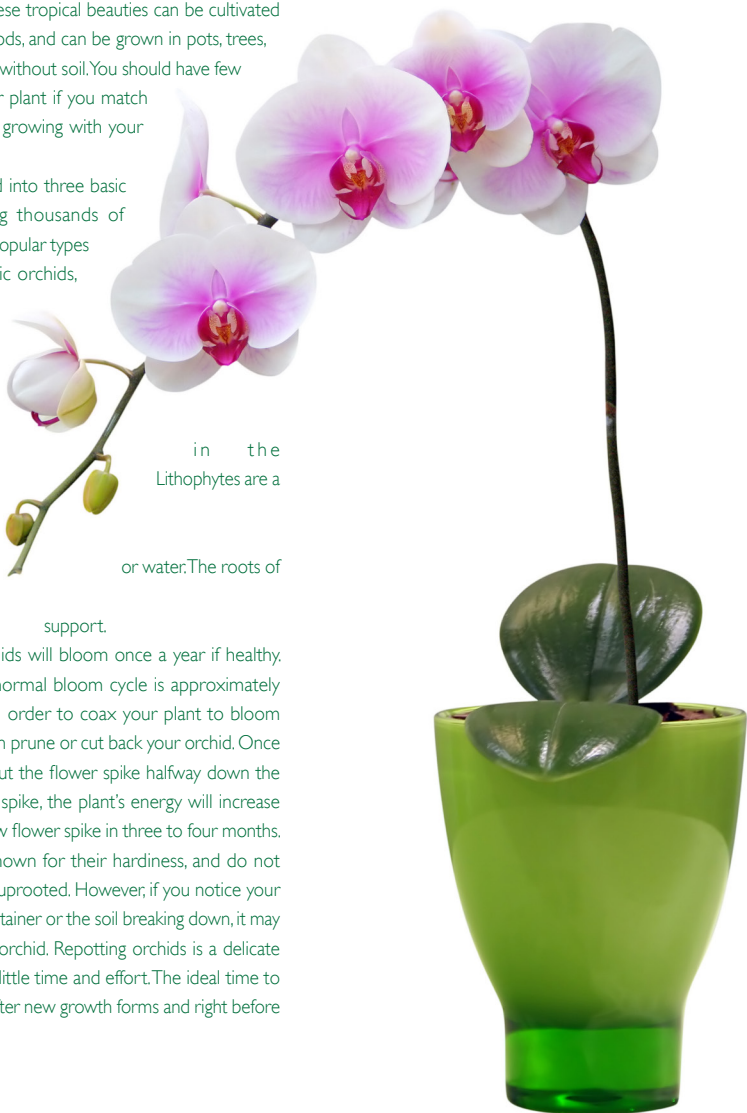 ese tropical beauties can be cultivated
ods, and can be grown in pots, trees,
without soil. You should have few
r plant if you match
growing with your
d into three basic
g thousands of
opular types
ic orchids,
in the
Lithophytes are a
or water. The roots of
support.
ids will bloom once a year if healthy.
normal bloom cycle is approximately
order to coax your plant to bloom
n prune or cut back your orchid. Once
ut the flower spike halfway down the
spike, the plant's energy will increase
w flower spike in three to four months.
nown for their hardiness, and do not
uprooted. However, if you notice your
tainer or the soil breaking down, it may
orchid. Repotting orchids is a delicate
little time and effort. The ideal time to
ter new growth forms and right before